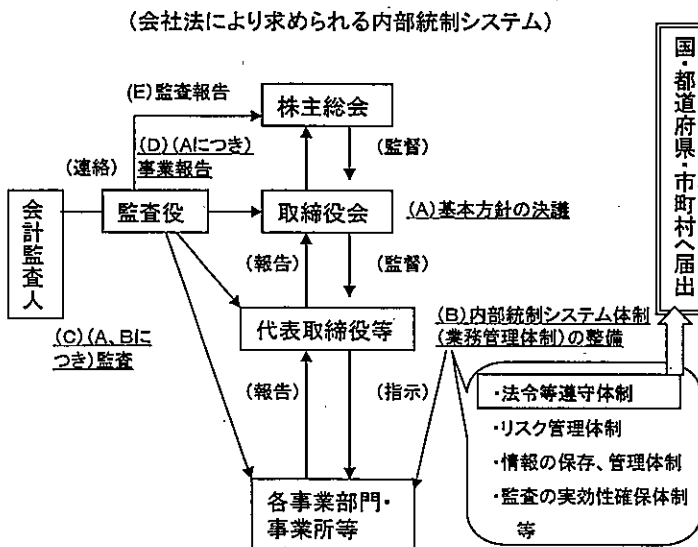 （会社法により求められる内部統制システム）
国・都道府県・市町村へ届出
(E)監査報告
株主総会
(D)(Aにつき)
事業報告
(監督)
(連絡)
会計監査人
監査役
取締役会
(A)基本方針の決議
(報告)
(監督)
代表取締役等
(B)内部統制システム体制
(業務管理体制)の整備
(C)(A、Bに
つき)監査
(報告)
(指示)
・法令等遵守体制
・リスク管理体制
・情報の保存、管理体制
・監査の実効性確保体制
等
各事業部門・
事業所等